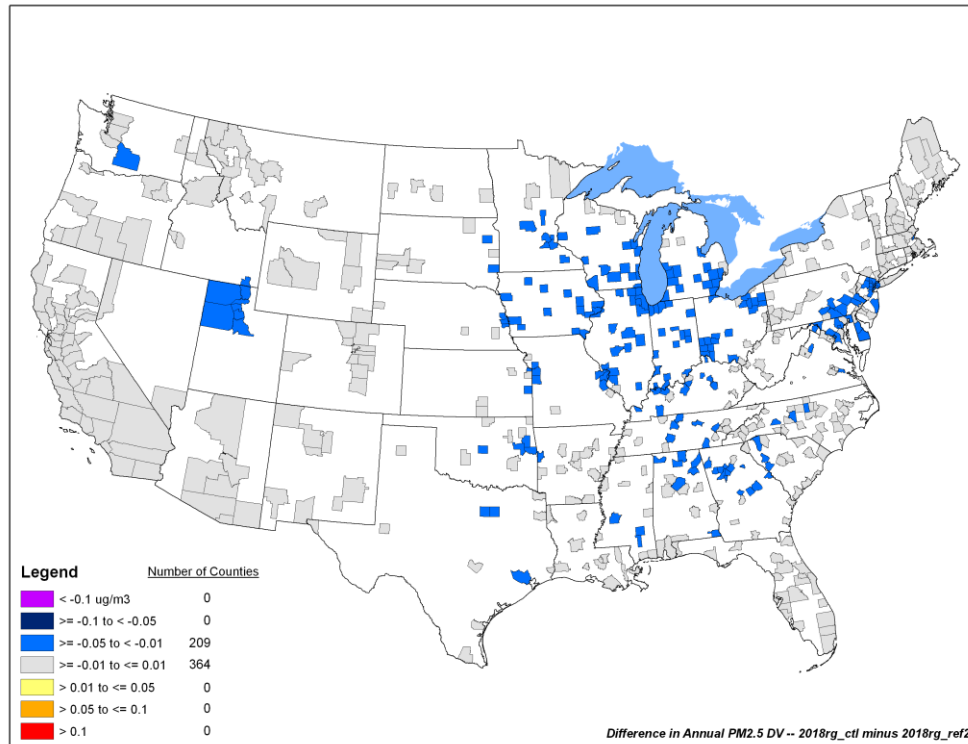 Legend Number of Counties
< -0.1 ug/m3 0
>= -0.1 to < -0.05 0
>= -0.05 to < -0.01 209
>= -0.01 to <= 0.01 364
> 0.01 to <= 0.05 0
> 0.05 to <= 0.1 0
> 0.1 0
Difference in Annual PM2.5 DV -- 2018rg_ctl minus 2018rg_ref2